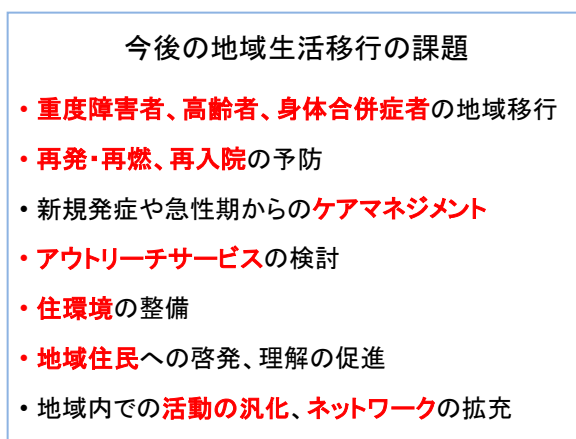 今後の地域生活移行の課題
・重度障害者、高齢者、身体合併症者の地域移行
・再発・再燃、再入院の予防
・新規発症や急性期からのケアマネジメント
・アウトリーチサービスの検討
・住環境の整備
・地域住民への啓発、理解の促進
・地域内での活動の汎化、ネットワークの拡充